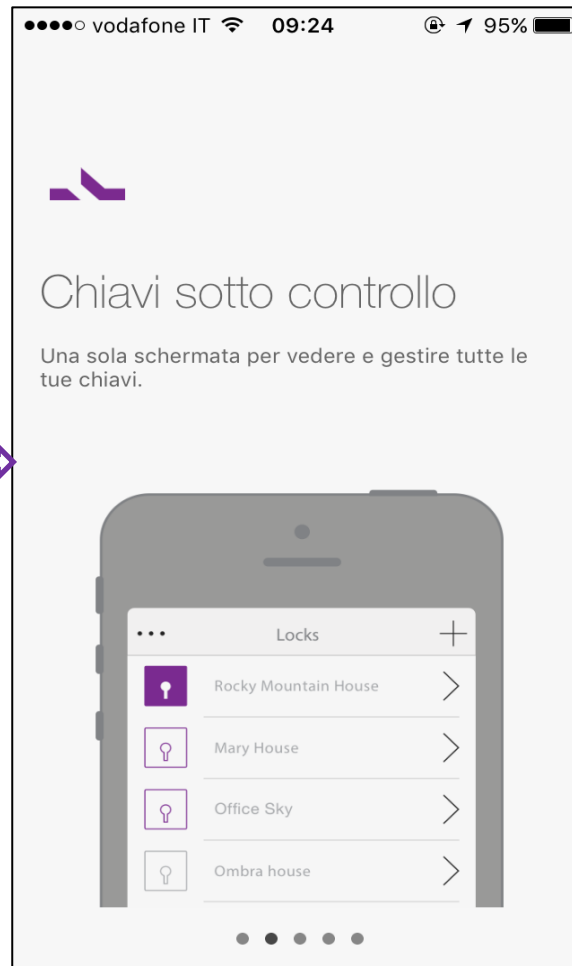 vodafone IT 09:24 95%
Chiavi sotto controllo
Una sola schermata per vedere e gestire tutte le
tue chiavi.
Locks
Rocky Mountain House
Mary House
Office Sky
Ombra house